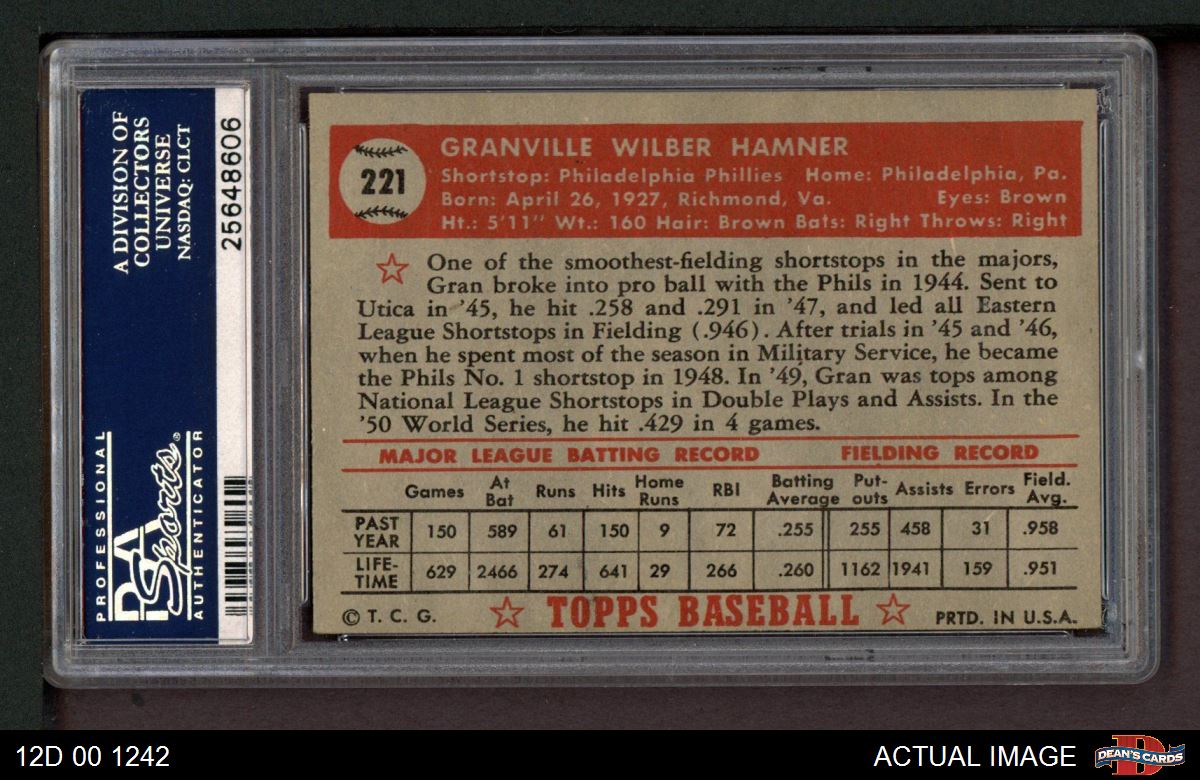 A DIVISION OF
COLLECTORS
UNIVERSE
NASDAQ: CLCT
25648606
PROFESSIONAL
PSA
Sports®
AUTHENTICATOR
221
GRANVILLE WILBER HAMNER
Shortstop: Philadelphia Phillies Home: Philadelphia, Pa.
Born: April 26, 1927, Richmond, Va. Eyes: Brown
Ht.: 5'11" Wt.: 160 Hair: Brown Bats: Right Throws: Right
One of the smoothest-fielding shortstops in the majors,
Gran broke into pro ball with the Phils in 1944. Sent to
Utica in '45, he hit .258 and .291 in '47, and led all Eastern
League Shortstops in Fielding (.946). After trials in '45 and '46,
when he spent most of the season in Military Service, he became
the Phils No. 1 shortstop in 1948. In '49, Gran was tops among
National League Shortstops in Double Plays and Assists. In the
'50 World Series, he hit .429 in 4 games.
MAJOR LEAGUE BATTING RECORD FIELDING RECORD
Games At Bat Runs Hits Home Runs RBI Batting Average Put-outs Assists Errors Field. Avg.
PAST YEAR 150 589 61 150 9 72 .255 255 458 31 .958
LIFE-TIME 629 2466 274 641 29 266 .260 1162 1941 159 .951
© T. C. G. TOPPS BASEBALL PRTD. IN U.S.A.
12D 00 1242
ACTUAL IMAGE
D
DEAN'S CARDS